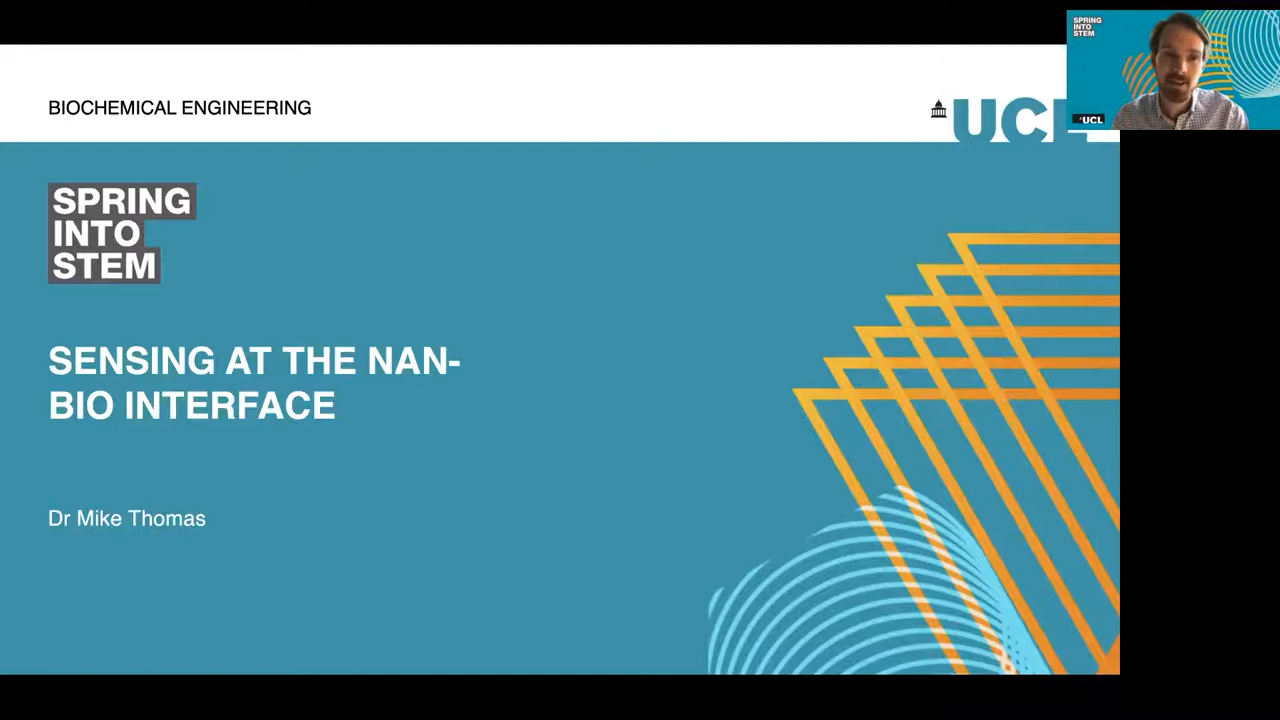 BIOCHEMICAL ENGINEERING
UCL
SPRING
INTO
STEM
SENSING AT THE NAN-
BIO INTERFACE
Dr Mike Thomas
SPRING
INTO
STEM
UCL